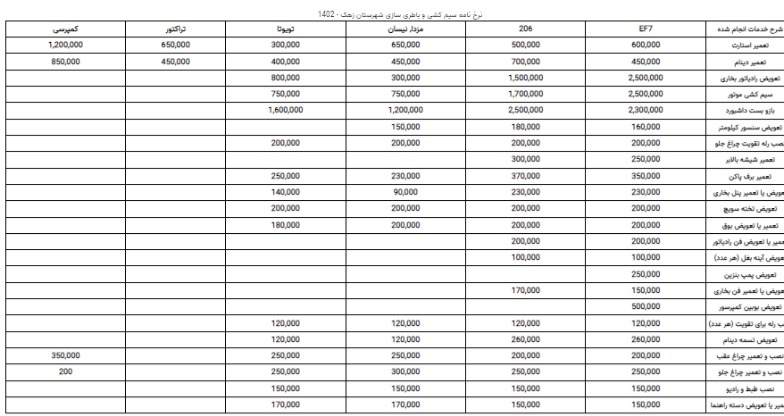 نرخ نامه سیم کشی و باطری سازی شهرستان زهک - 1402
شرح خدمات انجام شده EF7 206 مزدا، نیسان تویوتا تراکتور کمپرسی
تعمیر استارت 600,000 500,000 650,000 300,000 650,000 1,200,000
تعمیر دینام 450,000 700,000 450,000 400,000 450,000 850,000
تعویض رادیاتور بخاری 2,500,000 1,500,000 300,000 800,000
سیم کشی موتور 2,500,000 1,700,000 750,000 750,000
بازو بست داشبورد 2,300,000 2,500,000 1,200,000 1,600,000
تعویض سنسور کیلومتر 160,000 180,000 150,000
نصب رله تقویت چراغ جلو 200,000 200,000 200,000 200,000
تعمیر شیشه بالابر 250,000 300,000
تعمیر برف پاکن 350,000 370,000 230,000 250,000
تعویض یا تعمیر پنل بخاری 230,000 230,000 90,000 140,000
تعویض تخته سویچ 200,000 200,000 200,000 200,000
تعمیر یا تعویض بوق 200,000 200,000 200,000 180,000
تعمیر یا تعویض فن رادیاتور 200,000 200,000
تعویض آینه بغل (هر عدد) 100,000 100,000
تعویض پمپ بنزین 250,000
تعویض یا تعمیر فن بخاری 150,000 170,000
تعویض بوبین کمپرسور 500,000
نصب رله برای تقویت (هر عدد) 120,000 120,000 120,000 120,000
تعویض تسمه دینام 260,000 260,000 120,000 120,000
نصب و تعمیر چراغ عقب 200,000 200,000 250,000 250,000 350,000
نصب و تعمیر چراغ جلو 250,000 250,000 300,000 250,000 200
نصب ظبط و رادیو 150,000 150,000 150,000 150,000
تعمیر یا تعویض دسته راهنما 150,000 150,000 170,000 170,000